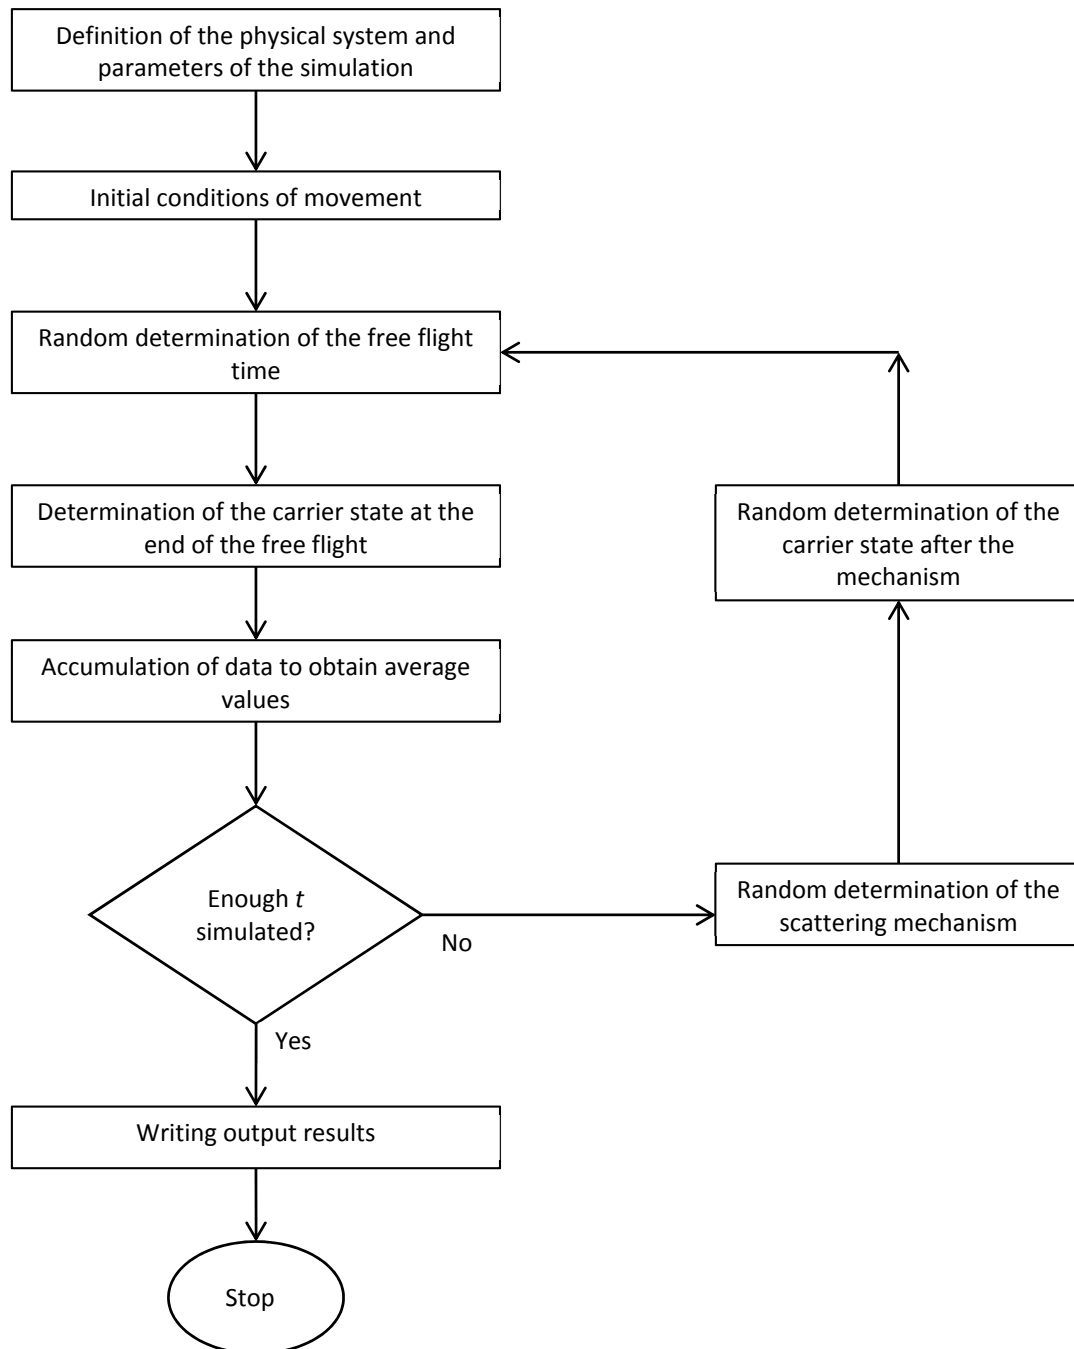 Definition of the physical system and
parameters of the simulation
Initial conditions of movement
Random determination of the free flight
time
Determination of the carrier state at the
end of the free flight
Accumulation of data to obtain average
values
Enough t
simulated?
No
Yes
Random determination of the
scattering mechanism
Random determination of the
carrier state after the
mechanism
Writing output results
Stop